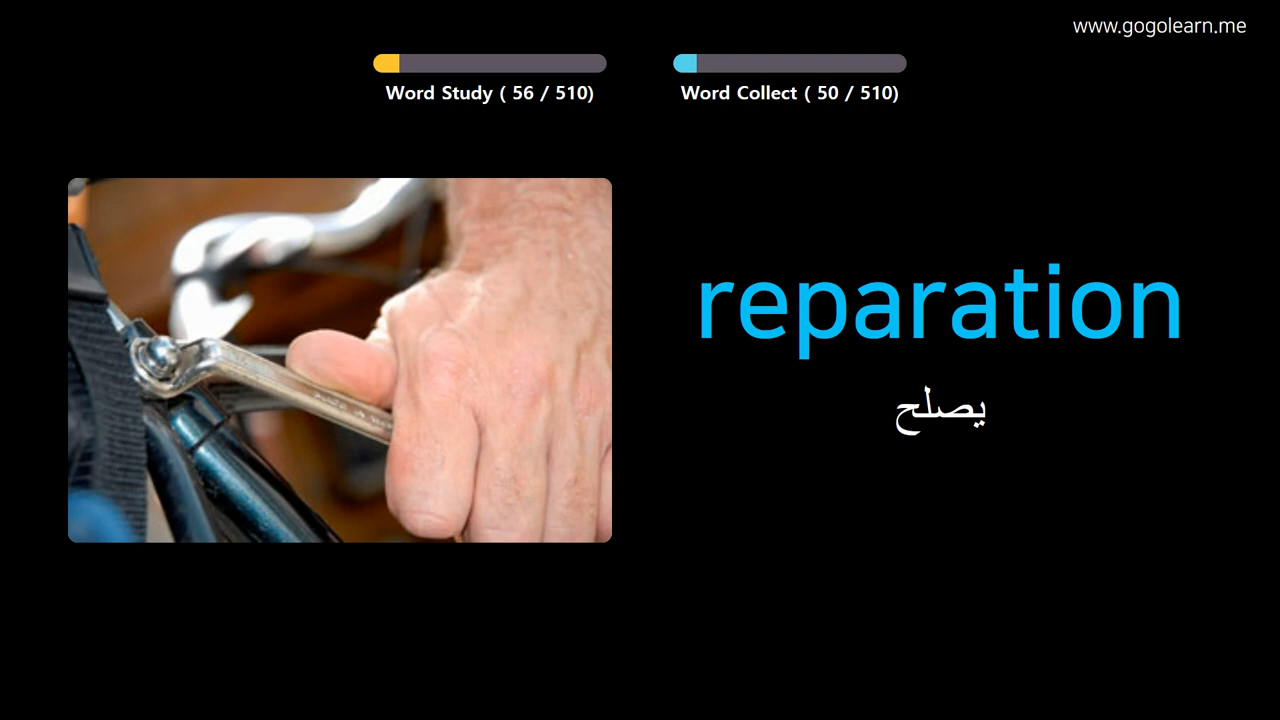 www.gogolearn.me
Word Study ( 56 / 510)
Word Collect ( 50 / 510)
reparation
يصلح